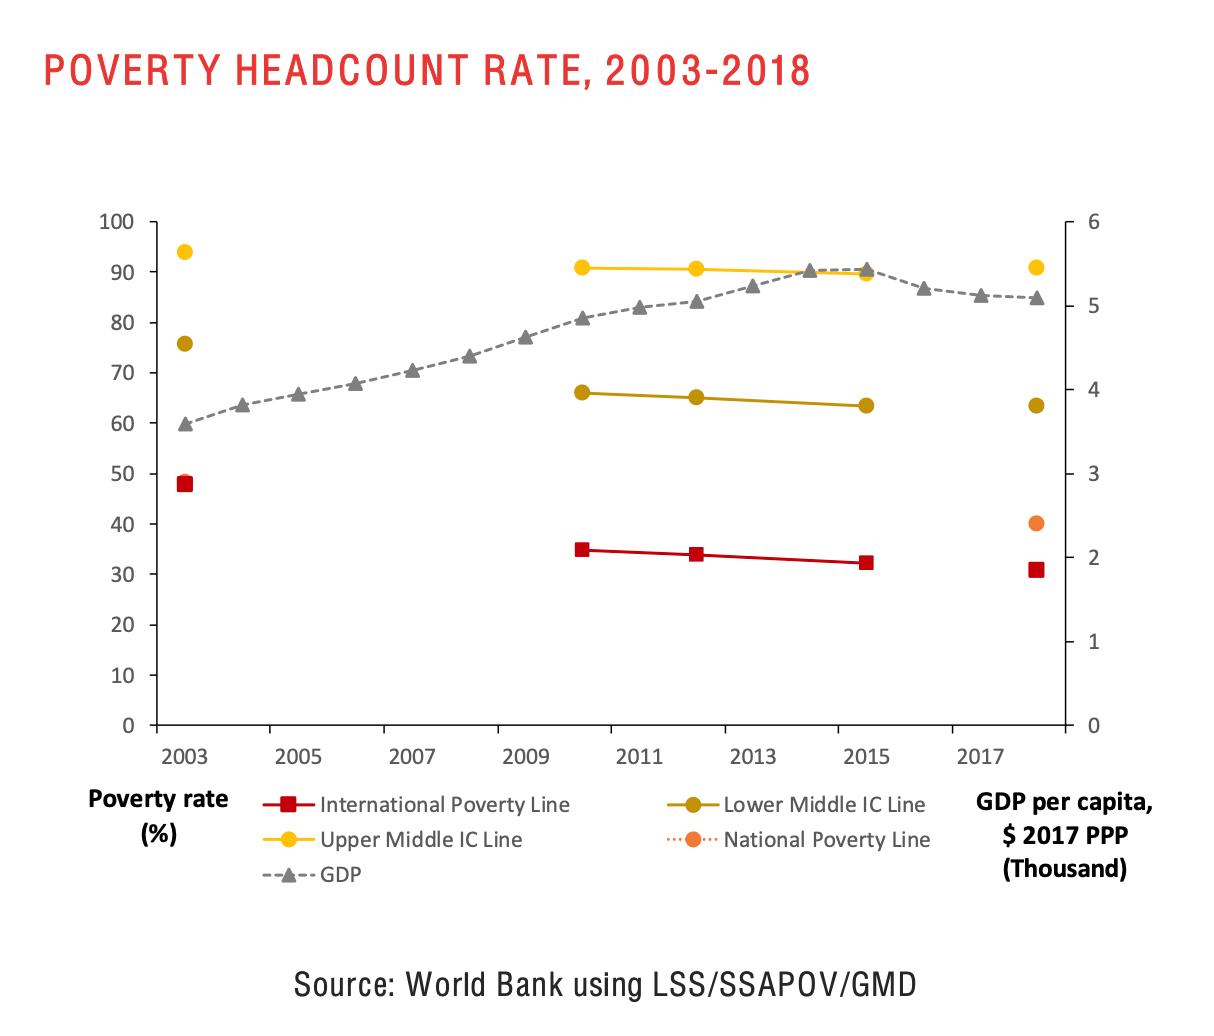 POVERTY HEADCOUNT RATE, 2003-2018
100
90
80
70
60
50
40
30
20
10
0
6
5
4
3
2
1
0
2003 2005 2007 2009 2011 2013 2015 2017
Poverty rate
(%)
International Poverty Line
Lower Middle IC Line
Upper Middle IC Line
National Poverty Line
GDP
GDP per capita,
$ 2017 PPP
(Thousand)
Source: World Bank using LSS/SSAPOV/GMD